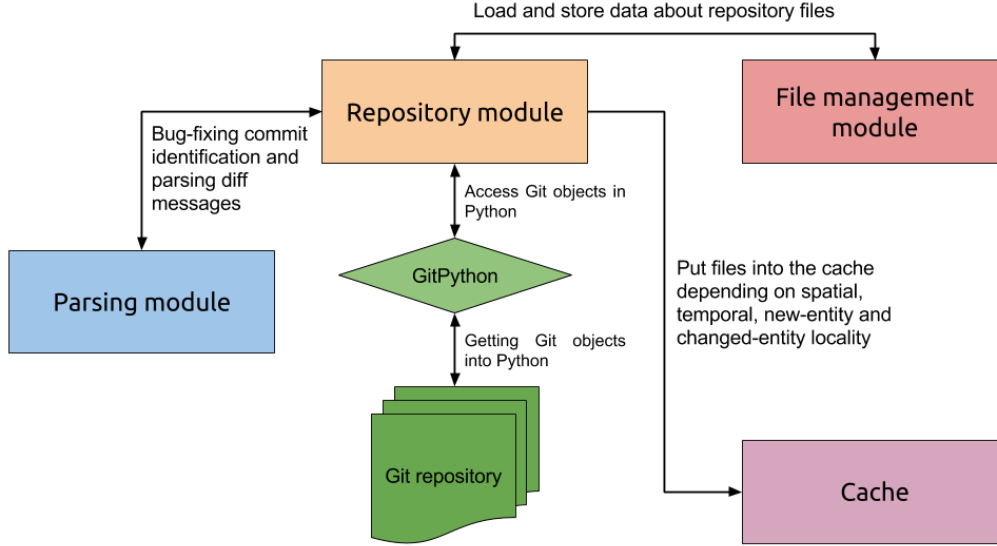 Load and store data about repository files
Repository module
File management
module
Bug-fixing commit
identification and
parsing diff
messages
Access Git objects in
Python
Parsing module
GitPython
Put files into the cache
depending on spatial,
temporal, new-entity and
changed-entity locality
Getting Git objects
into Python
Git repository
Cache